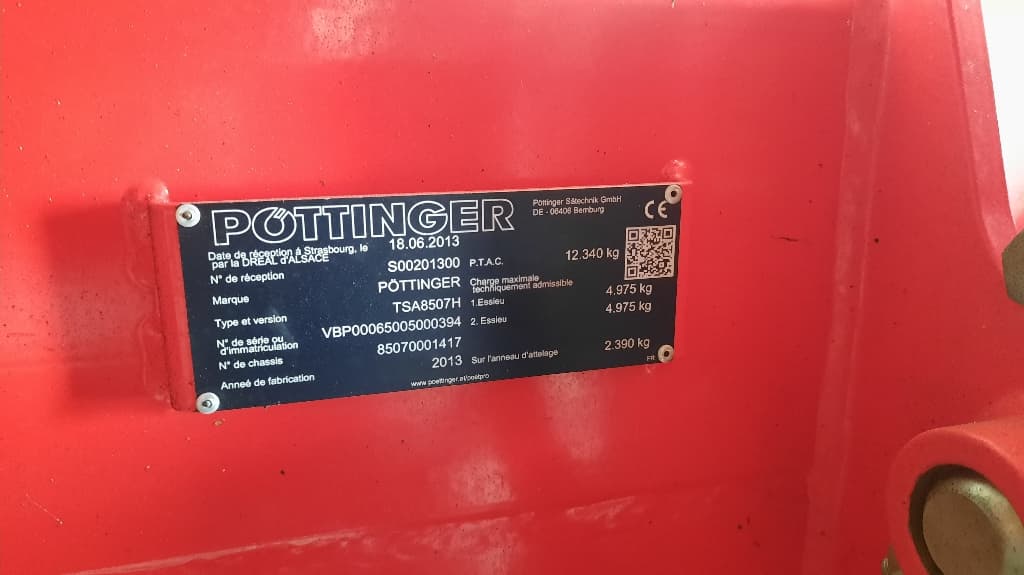 PÖTTINGER
Pöttinger Sätechnik GmbH
DE - 06406 Bernburg
CE
Date de réception à Strasbourg, le 18.06.2013
par la DREAL d'ALSACE
N° de réception S00201300
Marque PÖTTINGER
Type et version TSA8507H
N° de série ou VBP00065005000394
d'immatriculation
N° de chassis 85070001417
Anneé de fabrication 2013
P.T.A.C. 12.340 kg
Charge maximale
techniquement admissible
1.Essieu 4.975 kg
2. Essieu 4.975 kg
Sur l'anneau d'attelage 2.390 kg
www.poettinger.at/poetpro
FR